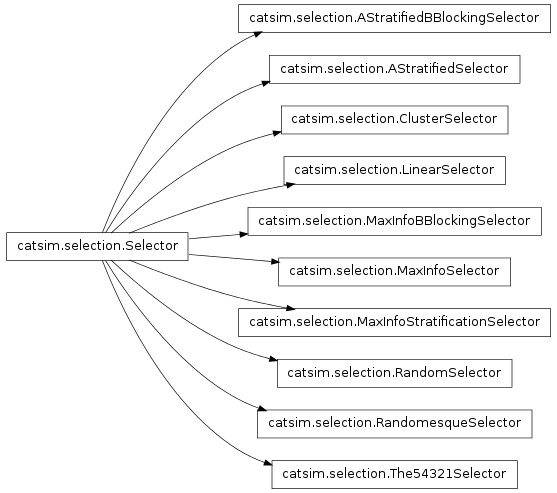 catsim.selection.AStratifiedBBlockingSelector
catsim.selection.AStratifiedSelector
catsim.selection.ClusterSelector
catsim.selection.LinearSelector
catsim.selection.MaxInfoBBlockingSelector
catsim.selection.Selector
catsim.selection.MaxInfoSelector
catsim.selection.MaxInfoStratificationSelector
catsim.selection.RandomSelector
catsim.selection.RandomesqueSelector
catsim.selection.The54321Selector